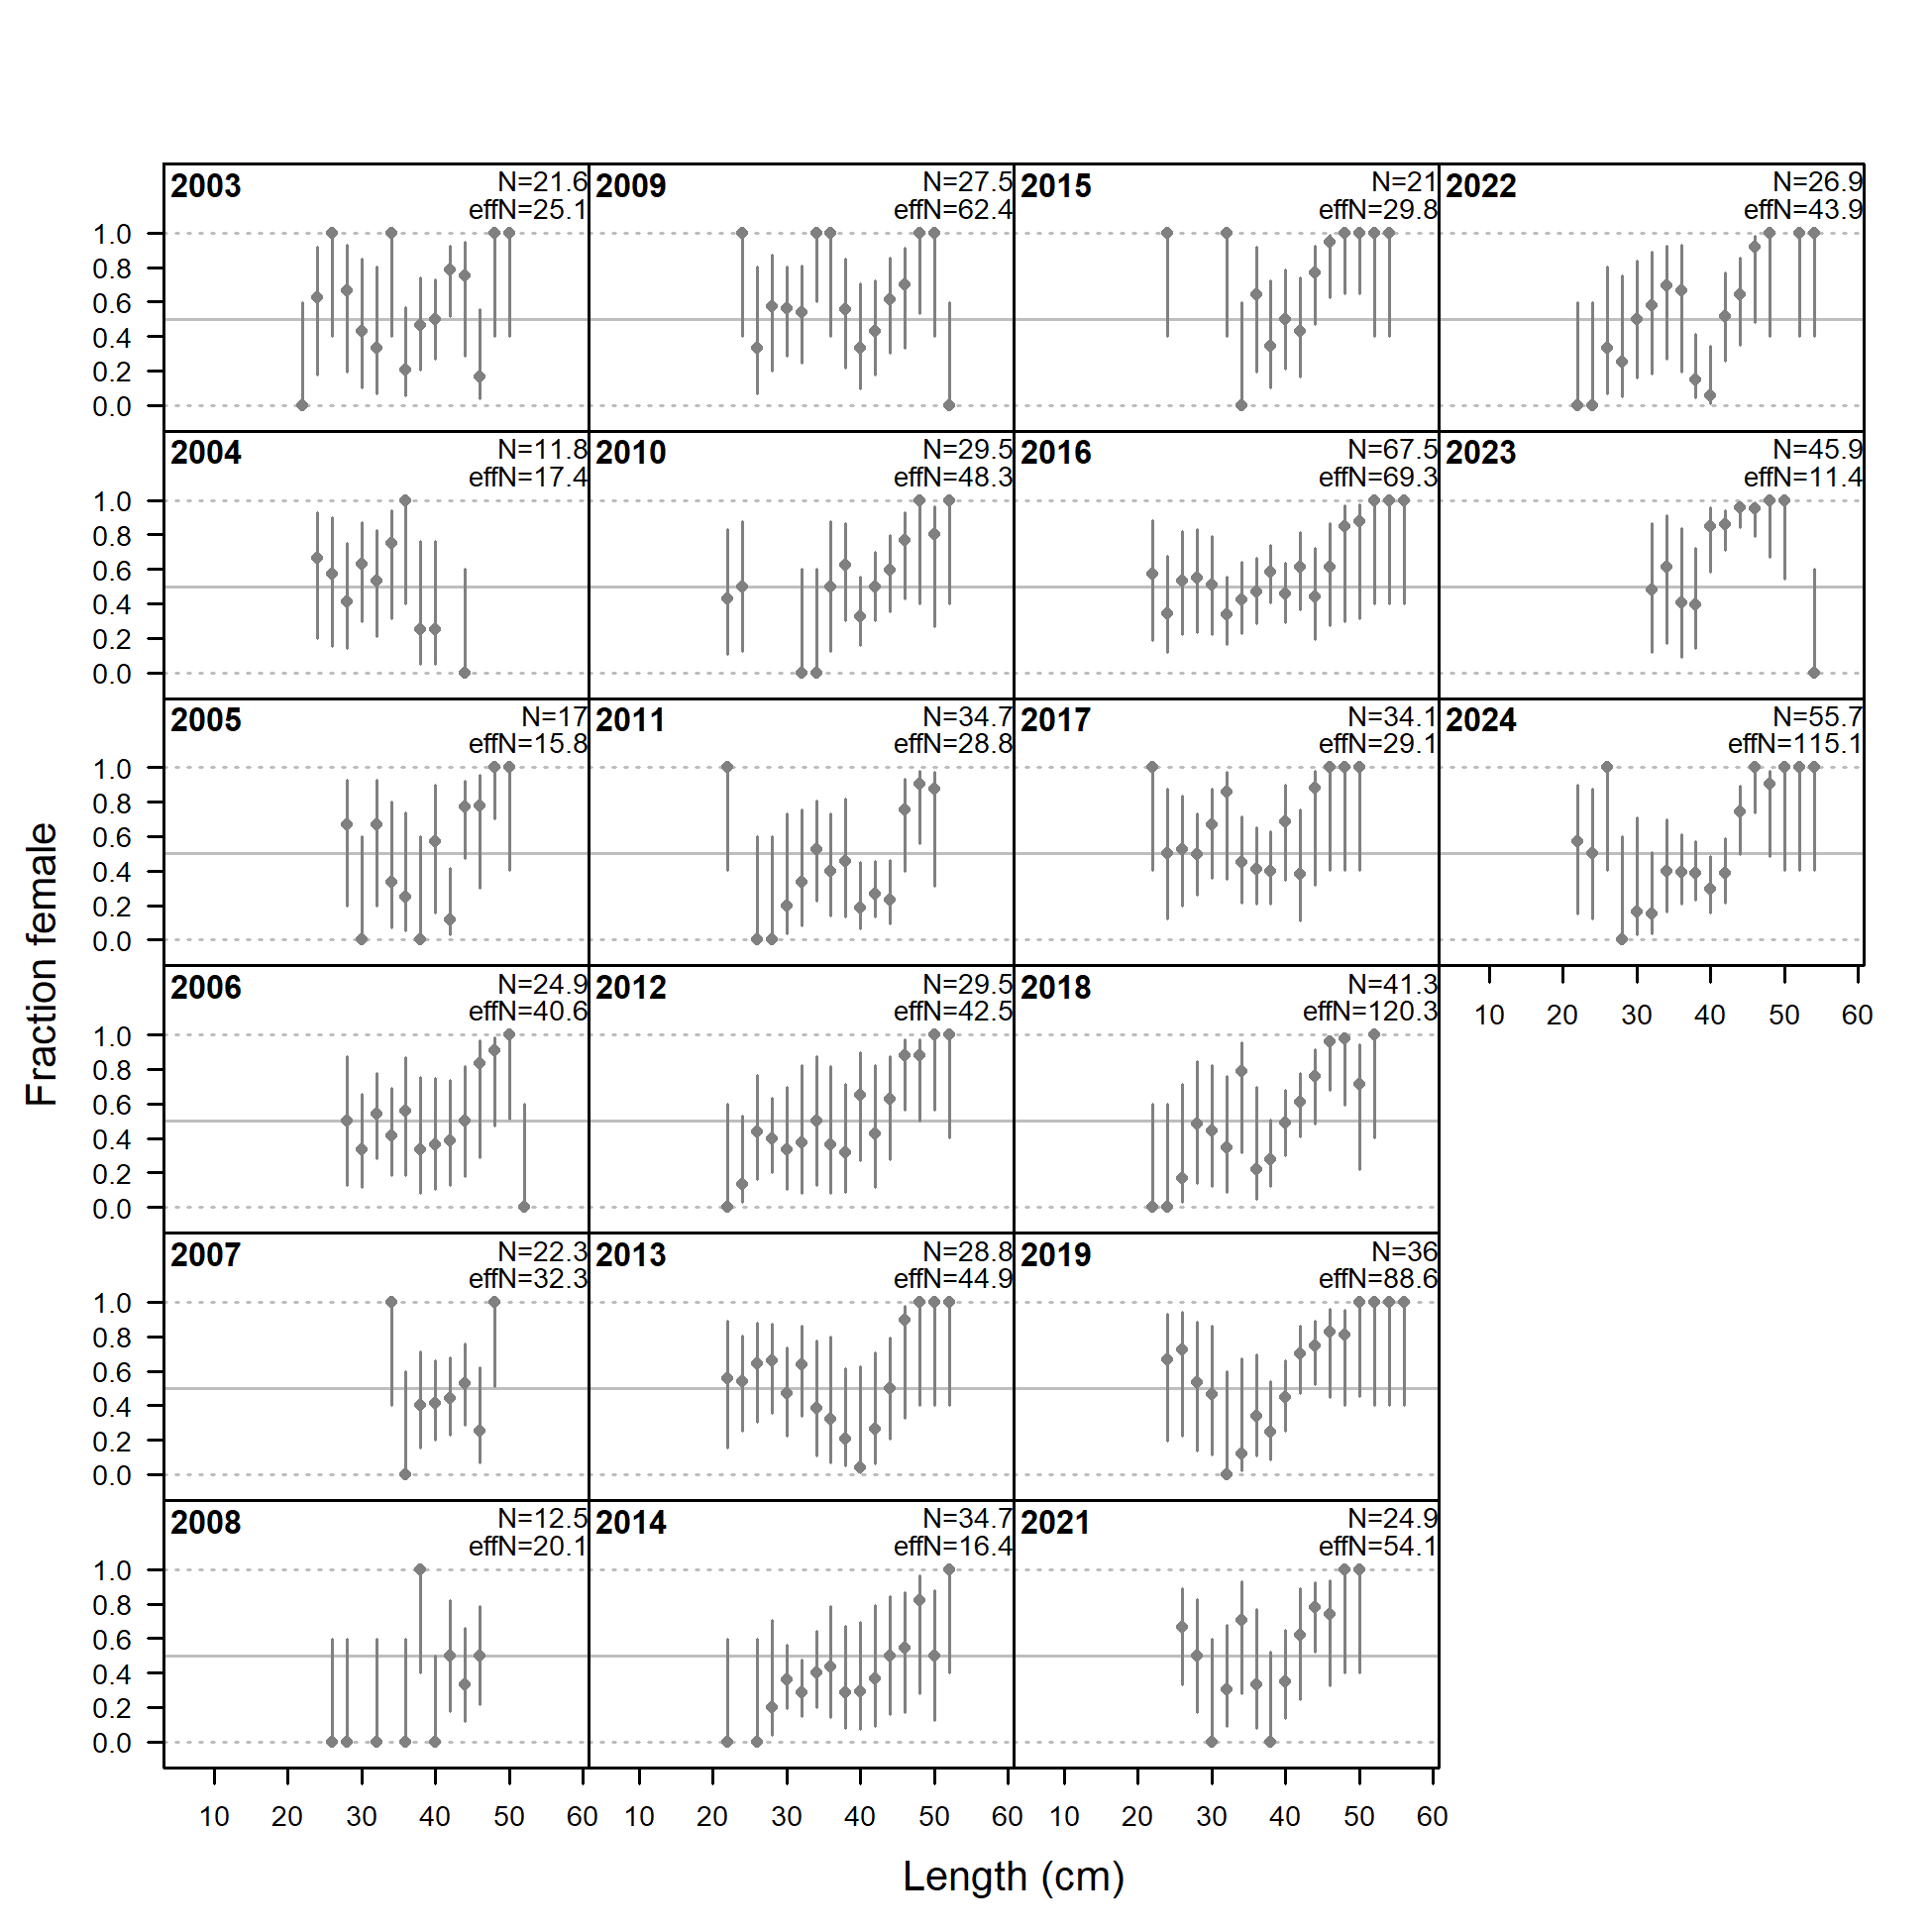 2003 N=21.6 2009 N=27.5 2015 N=21 2022 N=26.9
effN=25.1 effN=62.4 effN=29.8 effN=43.9
1.0
0.8
0.6
0.4
0.2
0.0
2004 N=11.8 2010 N=29.5 2016 N=67.5 2023 N=45.9
effN=17.4 effN=48.3 effN=69.3 effN=11.4
1.0
0.8
0.6
0.4
0.2
0.0
2005 N=17 2011 N=34.7 2017 N=34.1 2024 N=55.7
effN=15.8 effN=28.8 effN=29.1 effN=115.1
1.0
0.8
0.6
0.4
0.2
0.0
Fraction female
2006 N=24.9 2012 N=29.5 2018 N=41.3
effN=40.6 effN=42.5 effN=120.3
10 20 30 40 50 60
1.0
0.8
0.6
0.4
0.2
0.0
2007 N=22.3 2013 N=28.8 2019 N=36
effN=32.3 effN=44.9 effN=88.6
1.0
0.8
0.6
0.4
0.2
0.0
2008 N=12.5 2014 N=34.7 2021 N=24.9
effN=20.1 effN=16.4 effN=54.1
1.0
0.8
0.6
0.4
0.2
0.0
10 20 30 40 50 60 10 20 30 40 50 60 10 20 30 40 50 60
Length (cm)